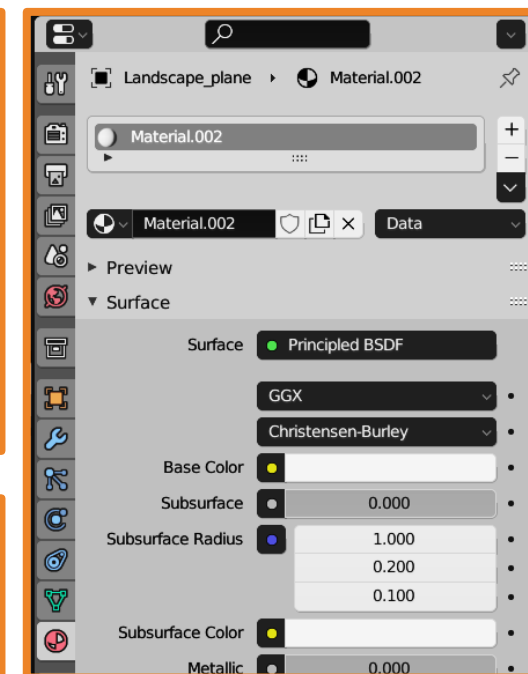 Landscape_plane Material.002
Material.002
Material.002 Data
Preview
Surface
Surface Principled BSDF
GGX
Christensen-Burley
Base Color
Subsurface 0.000
Subsurface Radius 1.000
0.200
0.100
Subsurface Color
Metallic 0.000